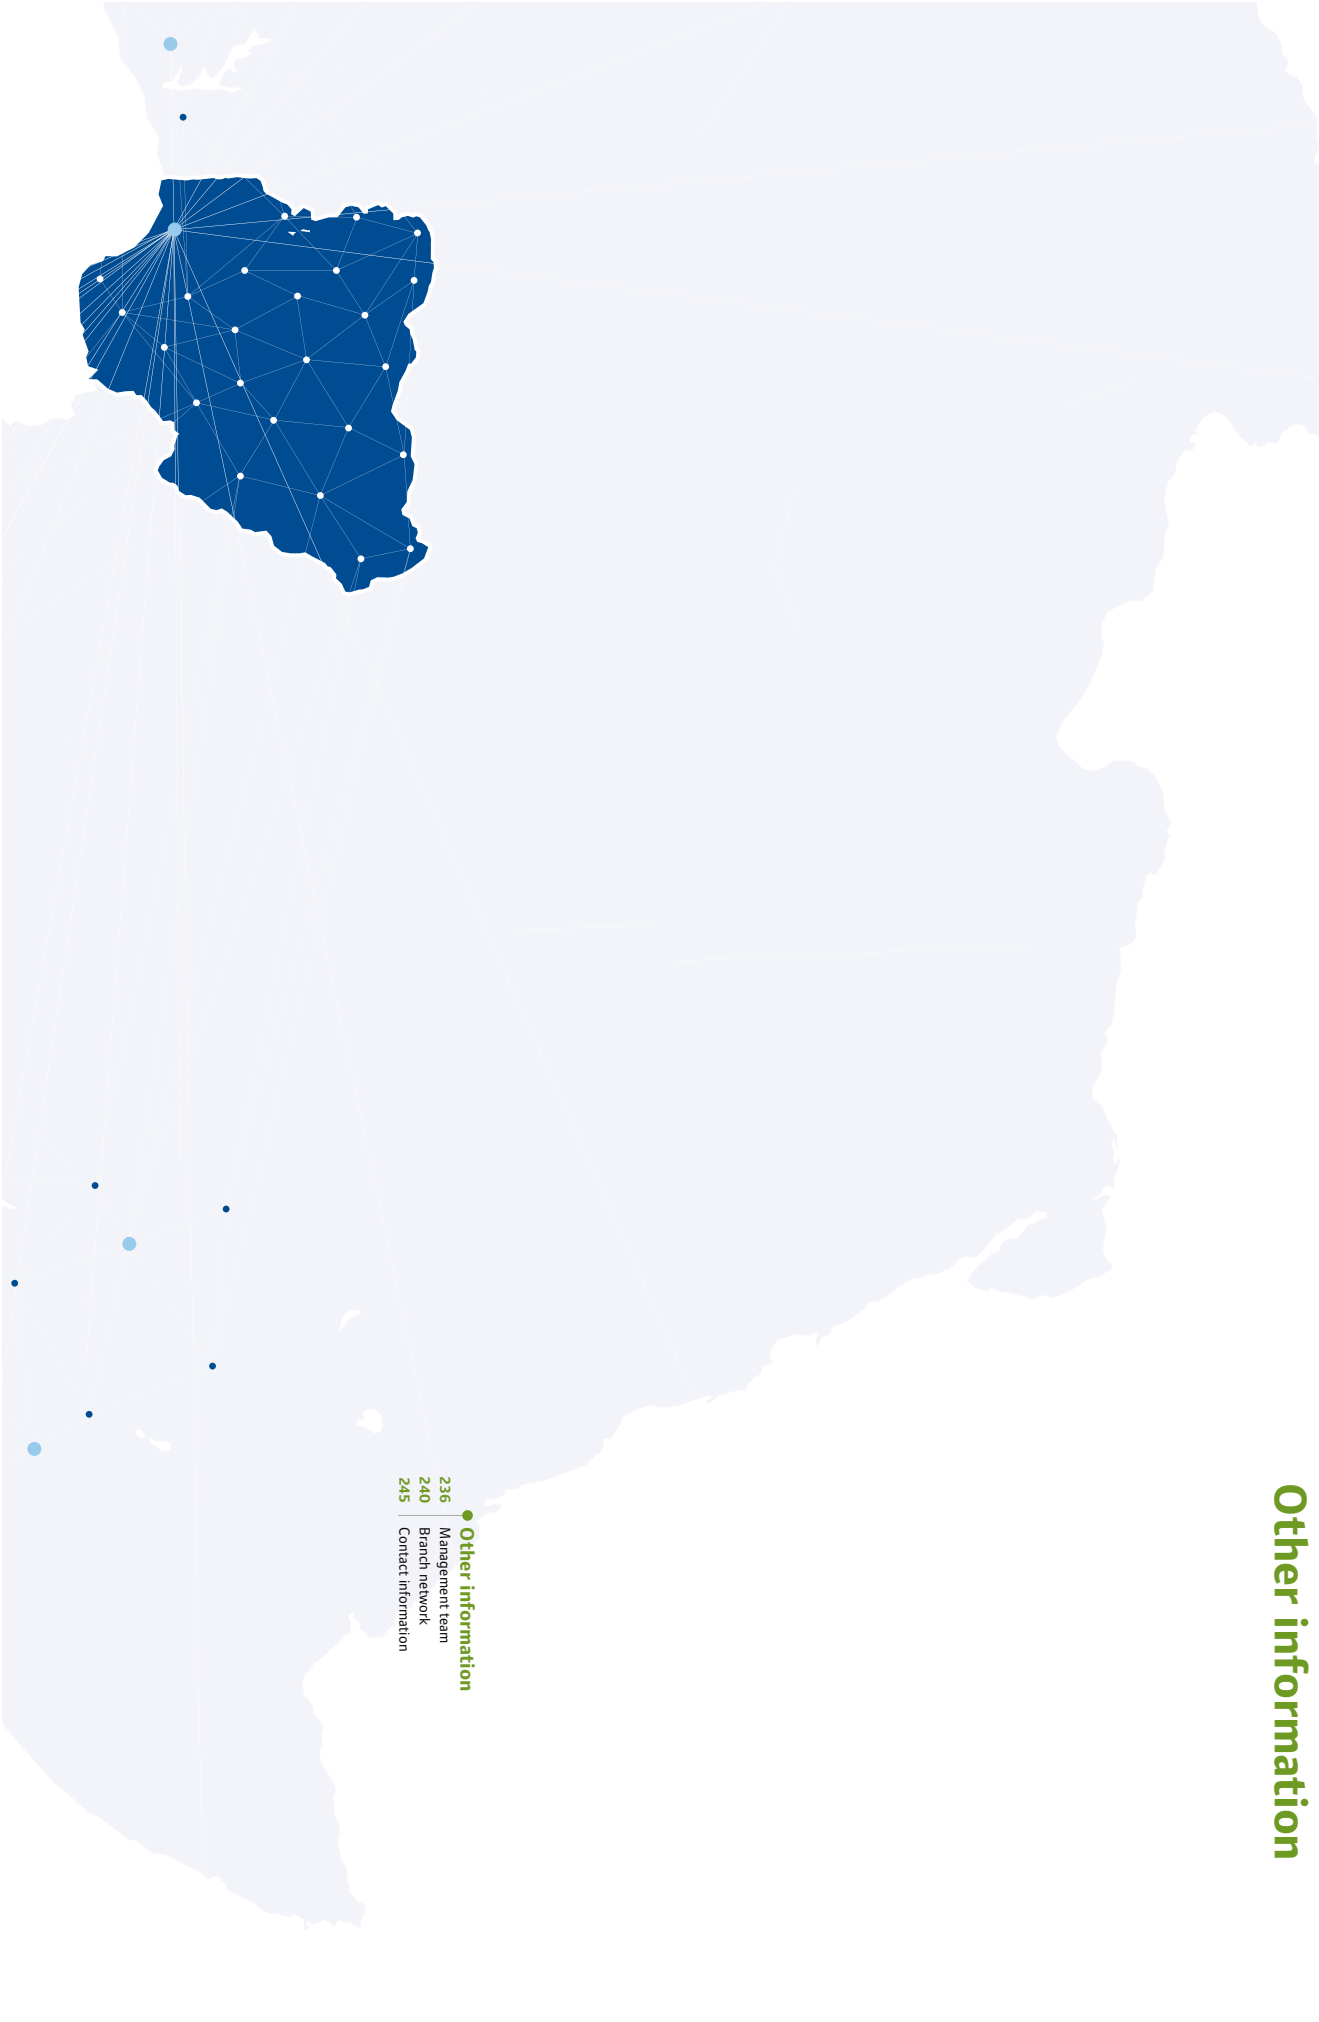 Other information
Other information
236 Management team
240 Branch network
245 Contact information